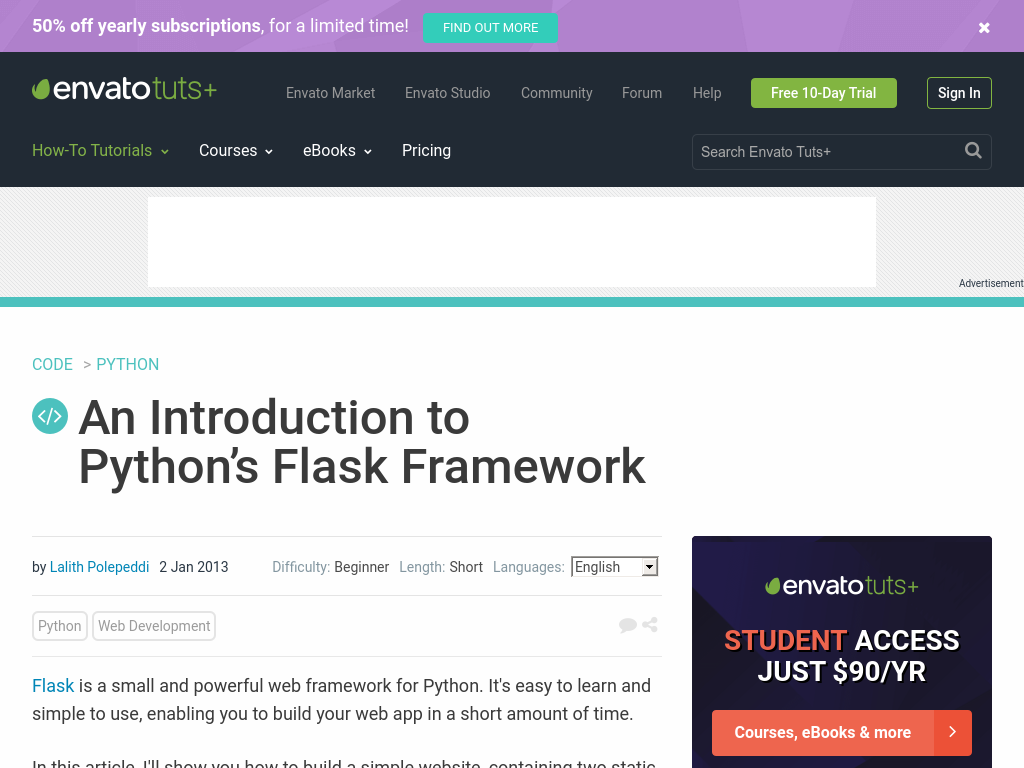 50% off yearly subscriptions, for a limited time! FIND OUT MORE
envatotuts+ Envato Market Envato Studio Community Forum Help Free 10-Day Trial Sign In
How-To Tutorials Courses eBooks Pricing Search Envato Tuts+
Advertisement
CODE > PYTHON
</> An Introduction to
Python’s Flask Framework
by Lalith Polepeddi 2 Jan 2013 Difficulty: Beginner Length: Short Languages: English
Python Web Development
Flask is a small and powerful web framework for Python. It's easy to learn and
simple to use, enabling you to build your web app in a short amount of time.
In this article, I'll show you how to build a simple website, containing two static
envatotuts+
STUDENT ACCESS
JUST $90/YR
Courses, eBooks & more